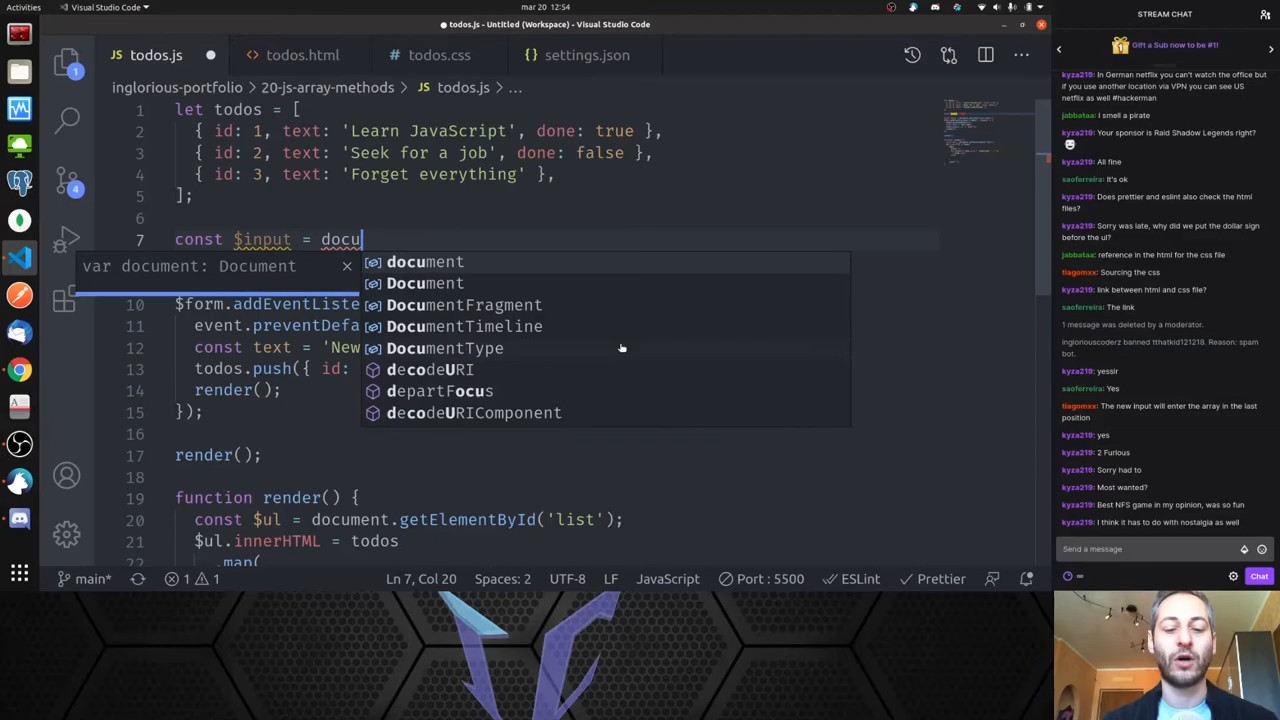 Activities
Visual Studio Code
mar 20 12:54
● todos.js - Untitled (Workspace) - Visual Studio Code
JS todos.js ●
<> todos.html
# todos.css
{} settings.json
inglorious-portfolio > 20-js-array-methods > JS todos.js > ...
1 let todos = [
2 { id: 1, text: 'Learn JavaScript', done: true },
3 { id: 2, text: 'Seek for a job', done: false },
4 { id: 3, text: 'Forget everything' },
5 ];
6
7 const $input = docu
var document: Document
document
Document
DocumentFragment
DocumentTimeline
DocumentType
decodeURI
departFocus
decodeURIComponent
10 $form.addEventListe
11 event.preventDefa
12 const text = 'New
13 todos.push({ id:
14 render();
15 });
16
17 render();
18
19 function render() {
20 const $ul = document.getElementById('list');
21 $ul.innerHTML = todos
22 .map(
1
4
main*
1 1
Ln 7, Col 20
Spaces: 2
UTF-8
LF
JavaScript
Port : 5500
ESLint
Prettier
STREAM CHAT
1 Gift a Sub now to be #1!
kyza219: In German netflix you can't watch the office but
if you use another location via VPN you can see US
netflix as well #hackerman
jabbataa: I smell a pirate
kyza219: Your sponsor is Raid Shadow Legends right?
kyza219: All fine
saoferreira: It's ok
kyza219: Does prettier and eslint also check the html
files?
kyza219: Sorry was late, why did we put the dollar sign
before the ul?
jabbataa: reference in the html for the css file
tiagomxx: Sourcing the css
kyza219: link between html and css file?
saoferreira: The link
1 message was deleted by a moderator.
ingloriouscoderz banned tthatkid121218. Reason: spam
bot.
kyza219: yessir
saoferreira: Yes
tiagomxx: The new input will enter the array in the last
position
kyza219: yes
kyza219: 2 Furious
kyza219: Sorry had to
kyza219: Most wanted?
kyza219: Best NFS game in my opinion, was so fun
kyza219: I think it has to do with nostalgia as well
Send a message
∞
Chat